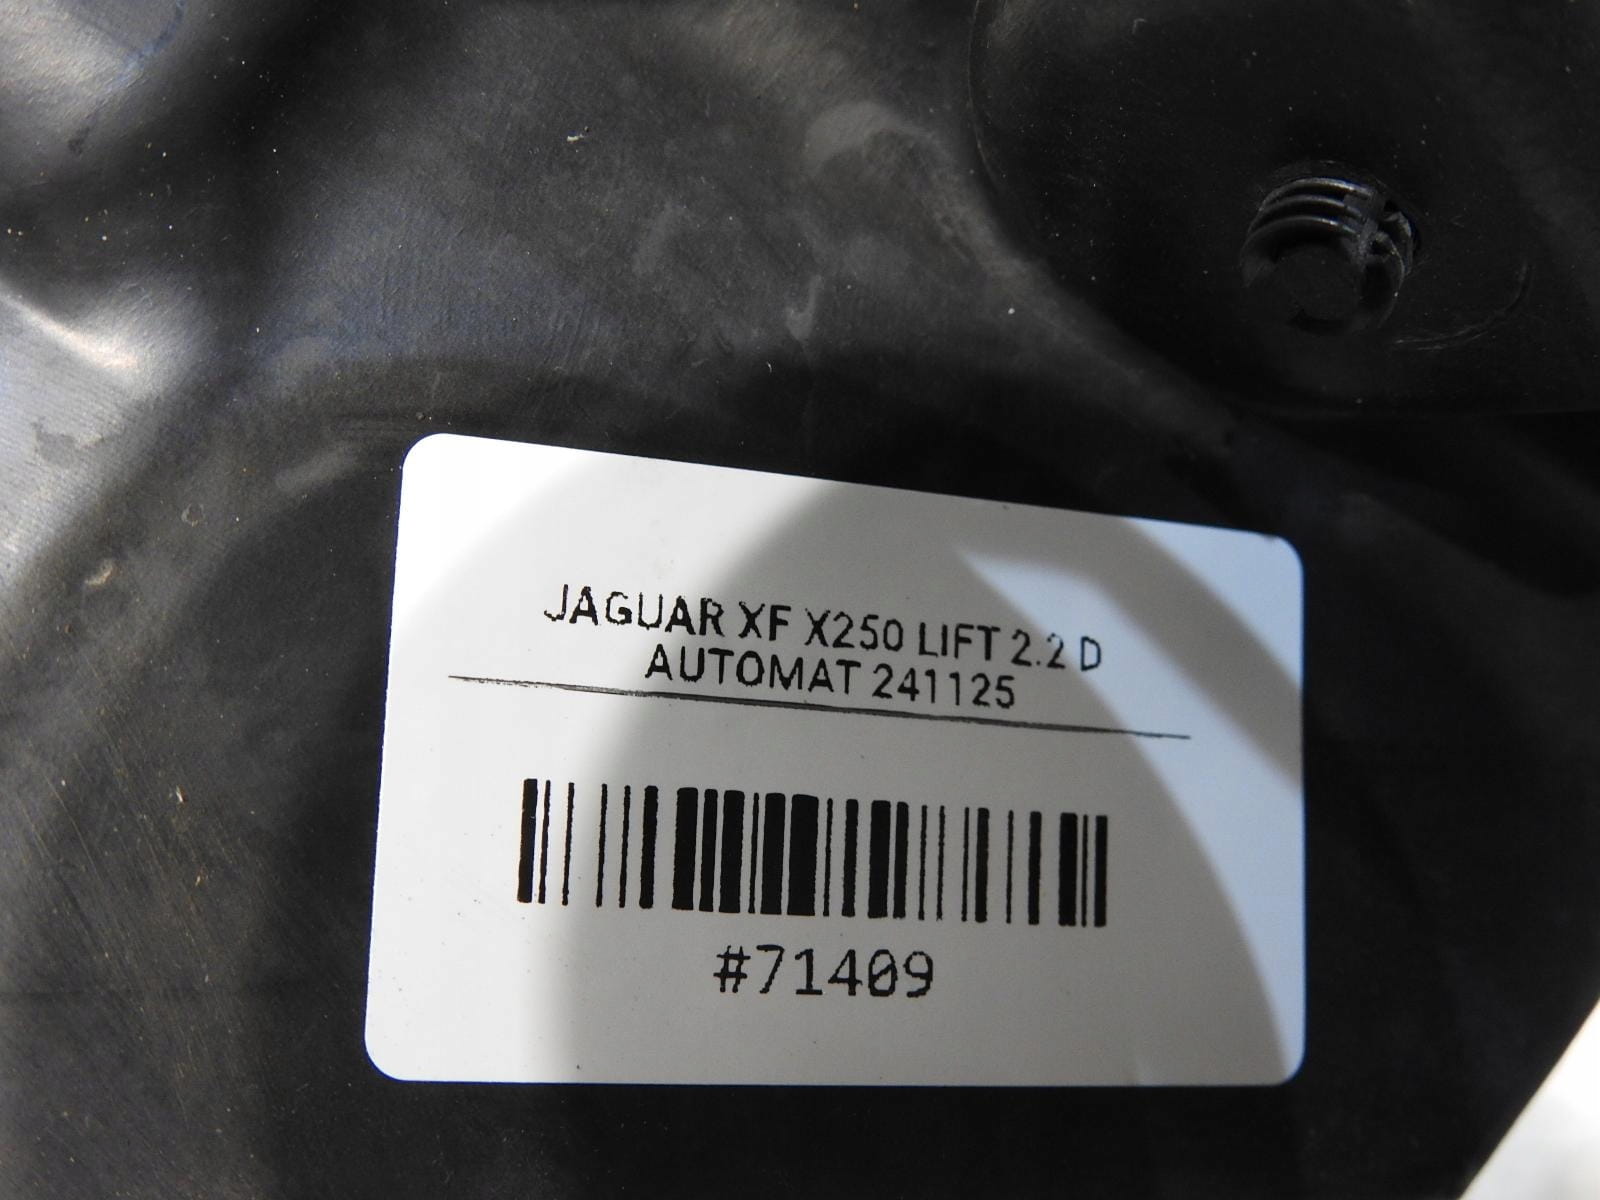 JAGUAR XF X250 LIFT 2.2 D
AUTOMAT 241125
#71409